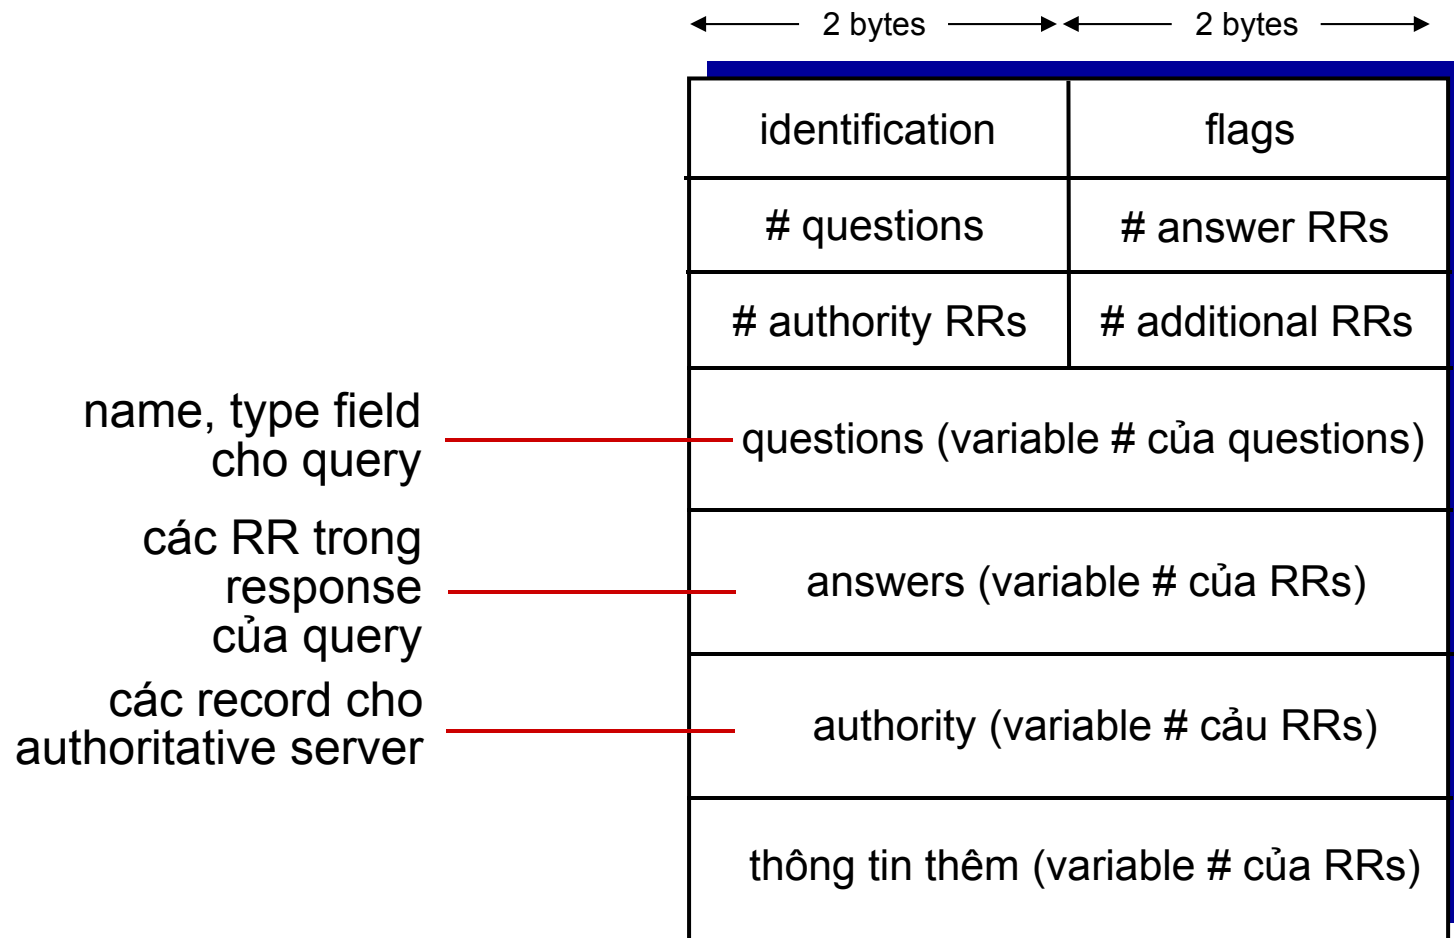 2 bytes
2 bytes
identification
flags
# questions
# answer RRs
# authority RRs
# additional RRs
name, type field
cho query
questions (variable # của questions)
các RR trong
response
của query
answers (variable # của RRs)
các record cho
authoritative server
authority (variable # cảu RRs)
thông tin thêm (variable # của RRs)